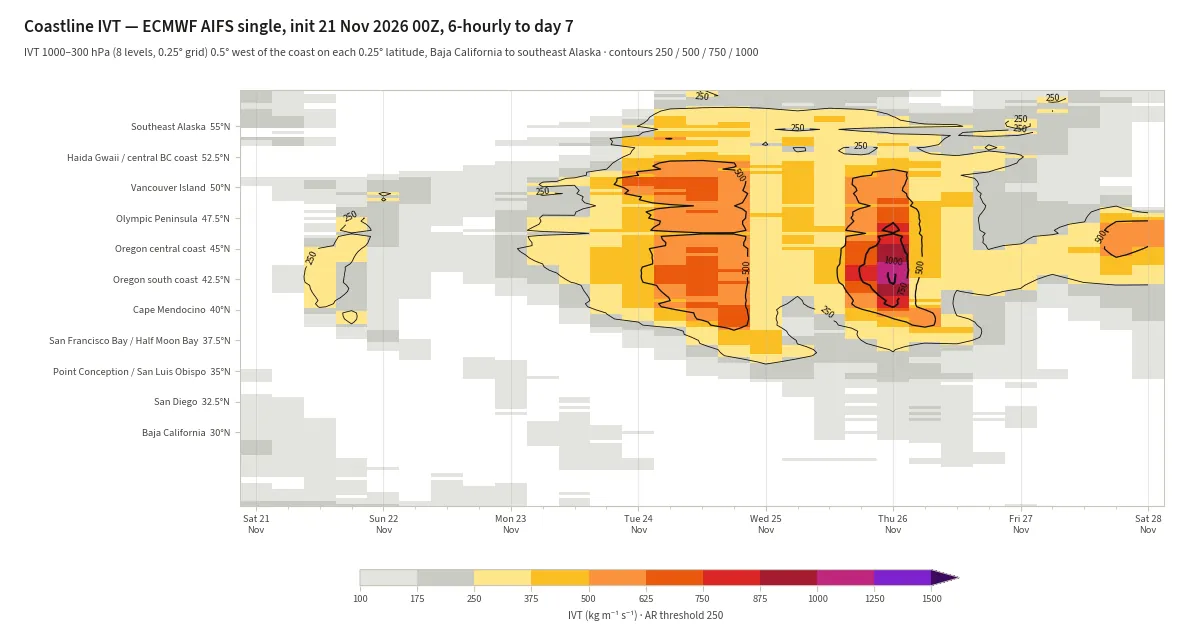 Coastline IVT — ECMWF AIFS single, init 21 Nov 2026 00Z, 6-hourly to day 7
IVT 1000–300 hPa (8 levels, 0.25° grid) 0.5° west of the coast on each 0.25° latitude, Baja California to southeast Alaska · contours 250 / 500 / 750 / 1000
250
250
250
250
250
250
Southeast Alaska 55°N
Haida Gwaii / central BC coast 52.5°N
Vancouver Island 50°N
250
500
Olympic Peninsula 47.5°N
250
500
Oregon central coast 45°N
250
1000
500
500
Oregon south coast 42.5°N
750
Cape Mendocino 40°N
250
San Francisco Bay / Half Moon Bay 37.5°N
Point Conception / San Luis Obispo 35°N
San Diego 32.5°N
Baja California 30°N
Sat 21 Nov
Sun 22 Nov
Mon 23 Nov
Tue 24 Nov
Wed 25 Nov
Thu 26 Nov
Fri 27 Nov
Sat 28 Nov
100 175 250 375 500 625 750 875 1000 1250 1500
IVT (kg m⁻¹ s⁻¹) · AR threshold 250